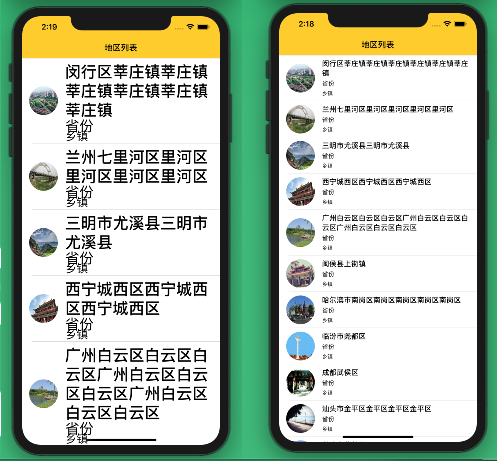 2:19
地区列表
闵行区莘庄镇莘庄镇
莘庄镇莘庄镇莘庄镇
莘庄镇
省份
乡镇
兰州七里河区里河区
里河区里河区里河区
省份
乡镇
三明市尤溪县三明市
尤溪县
省份
乡镇
西宁城西区西宁城西
区西宁城西区
省份
乡镇
广州白云区白云区白
云区广州白云区白云
区白云区广州白云区
白云区白云区
省份
乡镇
2:18
地区列表
闵行区莘庄镇莘庄镇莘庄镇莘庄镇莘庄镇莘庄
镇
省份
乡镇
兰州七里河区里河区里河区里河区里河区
省份
乡镇
三明市尤溪县三明市尤溪县
省份
乡镇
西宁城西区西宁城西区西宁城西区
省份
乡镇
广州白云区白云区白云区广州白云区白云区白
云区广州白云区白云区白云区
省份
乡镇
闽侯县上街镇
省份
乡镇
哈尔滨市南岗区南岗区南岗区南岗区南岗区
省份
乡镇
临汾市尧都区
省份
乡镇
成都武侯区
省份
乡镇
汕头市金平区金平区金平区金平区
省份
乡镇